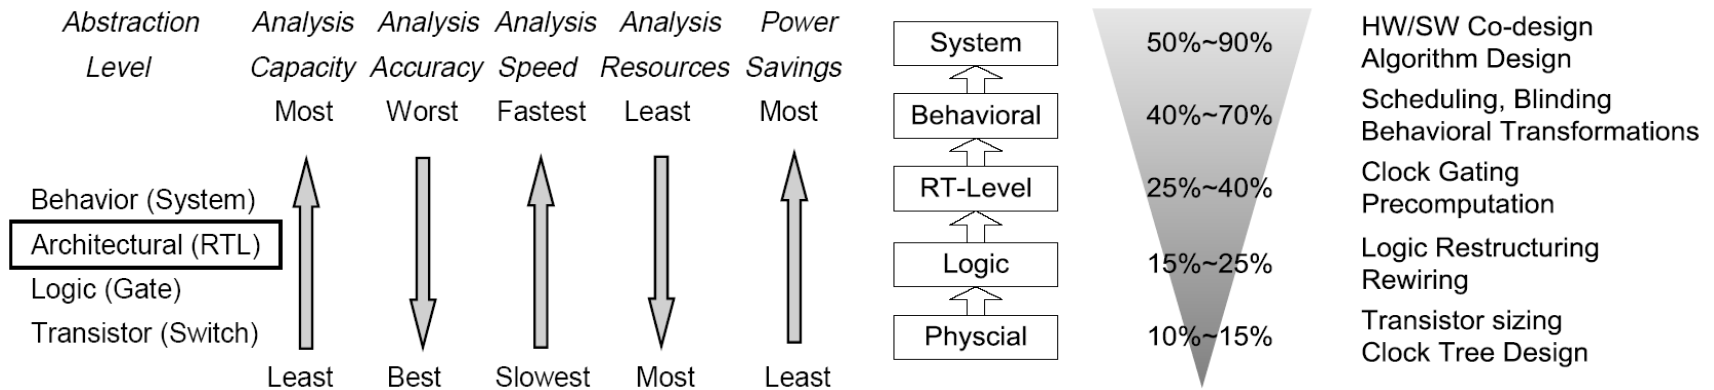 Abstraction Analysis Analysis Analysis Analysis Power
Level Capacity Accuracy Speed Resources Savings
Most Worst Fastest Least Most
Behavior (System)
Architectural (RTL)
Logic (Gate)
Transistor (Switch)
Least Best Slowest Most Least
System 50%~90%
HW/SW Co-design
Algorithm Design
Behavioral 40%~70%
Scheduling, Blinding
Behavioral Transformations
RT-Level 25%~40%
Clock Gating
Precomputation
Logic 15%~25%
Logic Restructuring
Rewiring
Physcial 10%~15%
Transistor sizing
Clock Tree Design